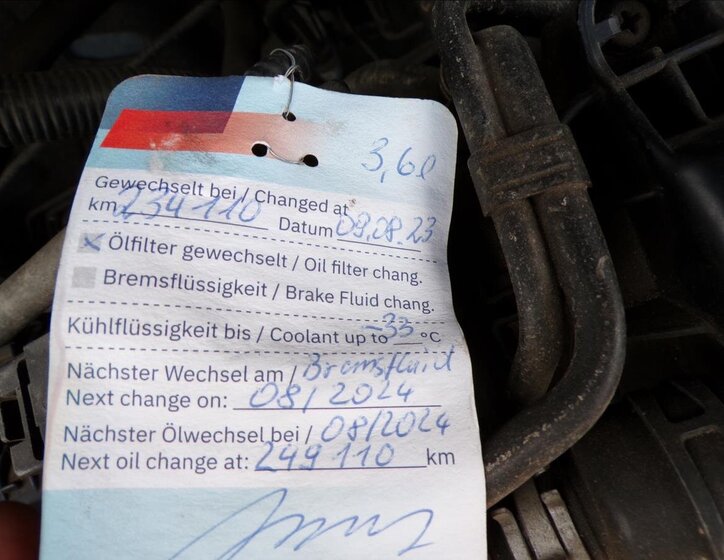 3,6l
Gewechselt bei / Changed at
km 234110 Datum 09.08.23
Ölfilter gewechselt / Oil filter chang.
Bremsflüssigkeit / Brake Fluid chang.
Kühlflüssigkeit bis / Coolant up to -33 °C
Nächster Wechsel am / Bremsfluid
Next change on: 08/2024
Nächster Ölwechsel bei / 08/2024
Next oil change at: 249110 km